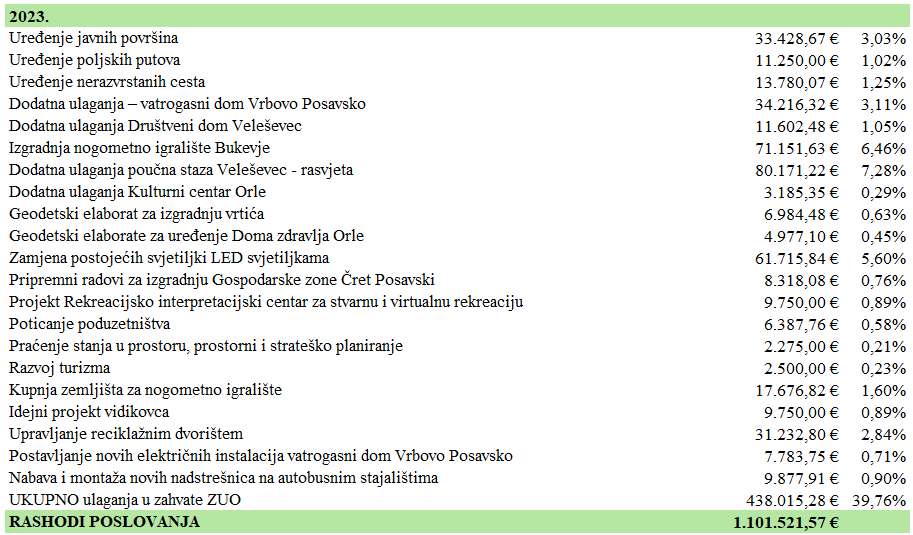 2023.
Uređenje javnih površina 33.428,67 € 3,03%
Uređenje poljskih putova 11.250,00 € 1,02%
Uređenje nerazvrstanih cesta 13.780,07 € 1,25%
Dodatna ulaganja – vatrogasni dom Vrbovo Posavsko 34.216,32 € 3,11%
Dodatna ulaganja Društveni dom Veleševec 11.602,48 € 1,05%
Izgradnja nogometno igralište Bukevje 71.151,63 € 6,46%
Dodatna ulaganja poučna staza Veleševec - rasvjeta 80.171,22 € 7,28%
Dodatna ulaganja Kulturni centar Orle 3.185,35 € 0,29%
Geodetski elaborat za izgradnju vrtića 6.984,48 € 0,63%
Geodetski elaborate za uređenje Doma zdravlja Orle 4.977,10 € 0,45%
Zamjena postojećih svjetiljki LED svjetiljkama 61.715,84 € 5,60%
Pripremni radovi za izgradnju Gospodarske zone Čret Posavski 8.318,08 € 0,76%
Projekt Rekreacijsko interpretacijski centar za stvarnu i virtualnu rekreaciju 9.750,00 € 0,89%
Poticanje poduzetništva 6.387,76 € 0,58%
Praćenje stanja u prostoru, prostorni i strateško planiranje 2.275,00 € 0,21%
Razvoj turizma 2.500,00 € 0,23%
Kupnja zemljišta za nogometno igralište 17.676,82 € 1,60%
Idejni projekt vidikovca 9.750,00 € 0,89%
Upravljanje reciklažnim dvorištem 31.232,80 € 2,84%
Postavljanje novih električnih instalacija vatrogasni dom Vrbovo Posavsko 7.783,75 € 0,71%
Nabava i montaža novih nadstrešnica na autobusnim stajalištima 9.877,91 € 0,90%
UKUPNO ulaganja u zahvate ZUO 438.015,28 € 39,76%
RASHODI POSLOVANJA 1.101.521,57 €